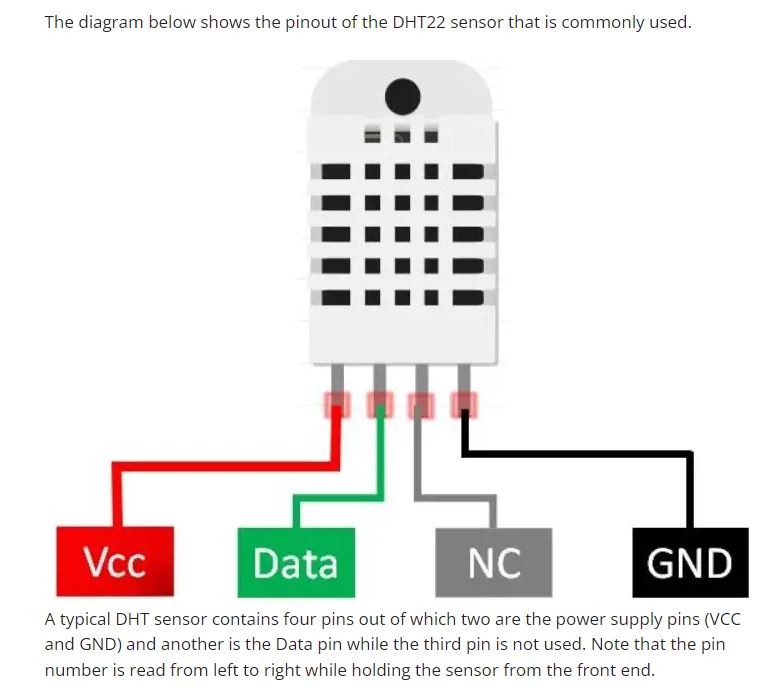 The diagram below shows the pinout of the DHT22 sensor that is commonly used.
Vcc
Data
NC
GND
A typical DHT sensor contains four pins out of which two are the power supply pins (VCC
and GND) and another is the Data pin while the third pin is not used. Note that the pin
number is read from left to right while holding the sensor from the front end.